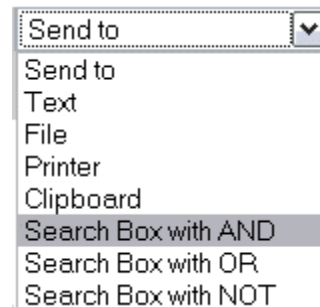 Send to
Send to
Text
File
Printer
Clipboard
Search Box with AND
Search Box with OR
Search Box with NOT